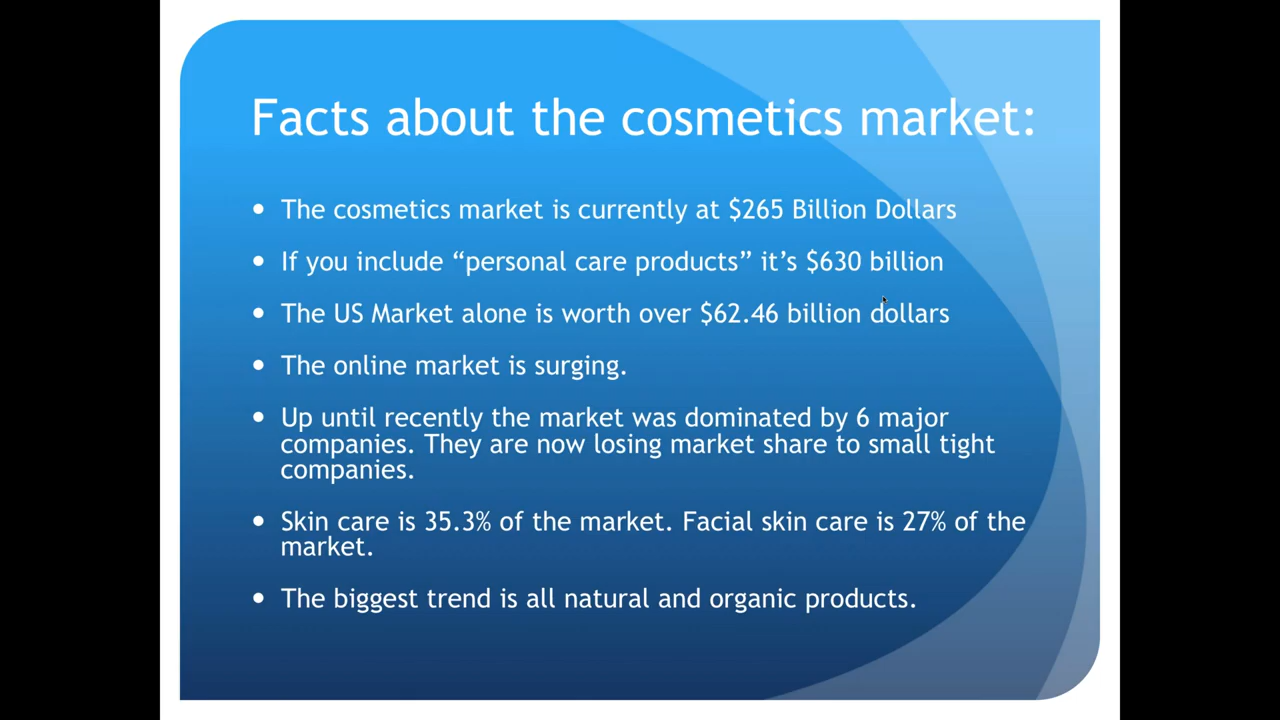 Facts about the cosmetics market:
• The cosmetics market is currently at $265 Billion Dollars
• If you include “personal care products” it’s $630 billion
• The US Market alone is worth over $62.46 billion dollars
• The online market is surging.
• Up until recently the market was dominated by 6 major
companies. They are now losing market share to small tight
companies.
• Skin care is 35.3% of the market. Facial skin care is 27% of the
market.
• The biggest trend is all natural and organic products.